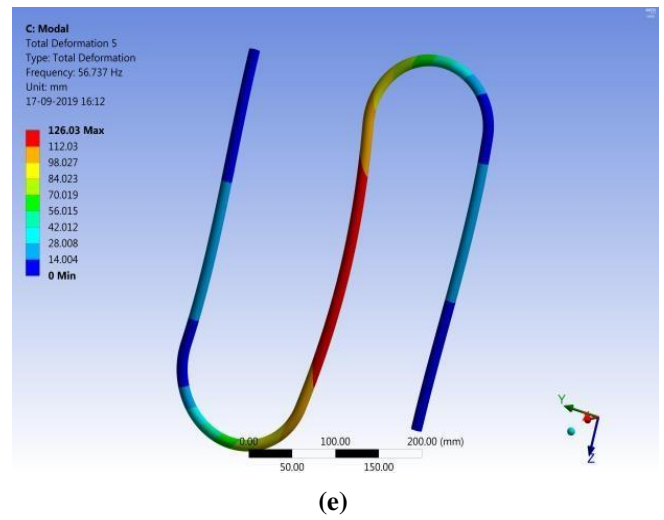 C: Modal
Total Deformation 5
Type: Total Deformation
Frequency: 56.737 Hz
Unit: mm
17-09-2019 16:12
126.03 Max
112.03
98.027
84.023
70.019
56.015
42.012
28.008
14.004
0 Min
0.00 100.00 200.00 (mm)
50.00 150.00
Y
Z
(e)